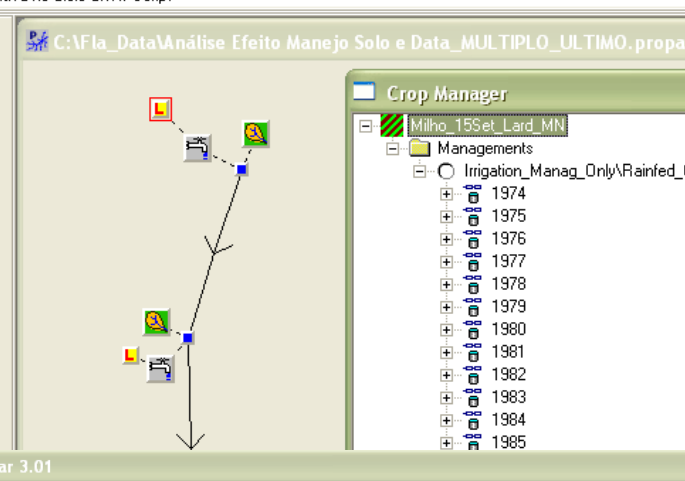 C:\Fla_Data\Análise Efeito Manejo Solo e Data_MULTIPLO_ULTIMO.propa
Crop Manager
Milho_15Set_Lard_MN
Managements
Irrigation_Manag_Only\Rainfed_
1974
1975
1976
1977
1978
1979
1980
1981
1982
1983
1984
1985
L
L
ar 3.01